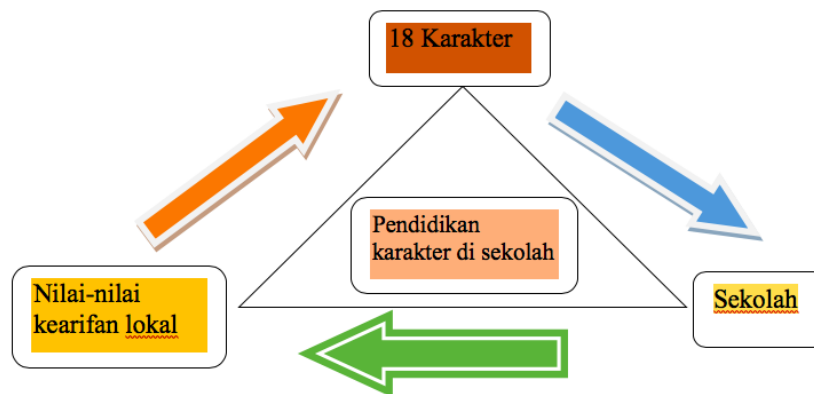 18 Karakter
Pendidikan
karakter di sekolah
Nilai-nilai
kearifan lokal
Sekolah